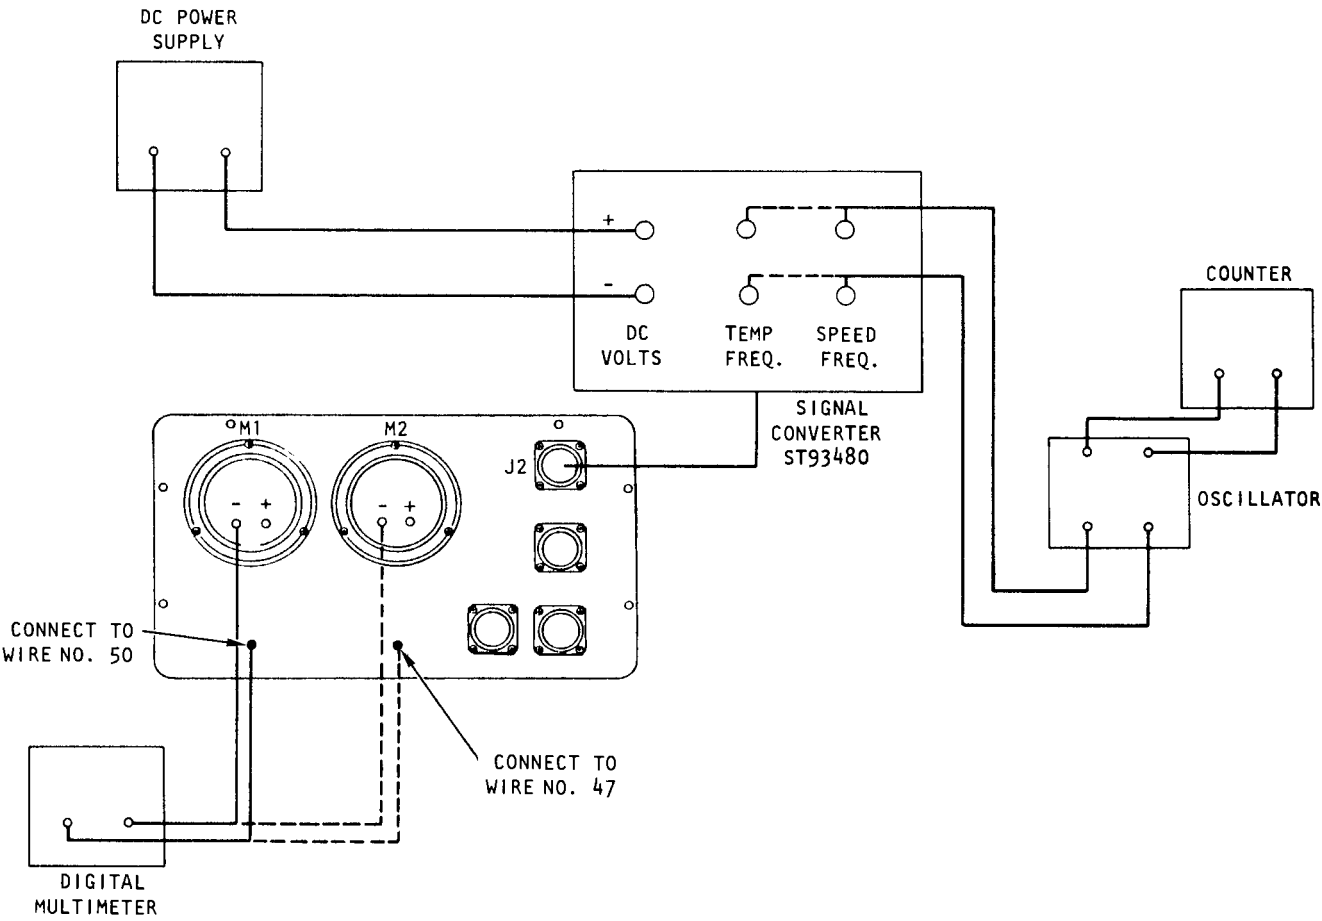 DC POWER
SUPPLY
+
-
DC
VOLTS
TEMP
FREQ.
SPEED
FREQ.
COUNTER
SIGNAL
CONVERTER
ST93480
OSCILLATOR
M1
M2
J2
- +
- +
CONNECT TO
WIRE NO. 50
CONNECT TO
WIRE NO. 47
DIGITAL
MULTIMETER